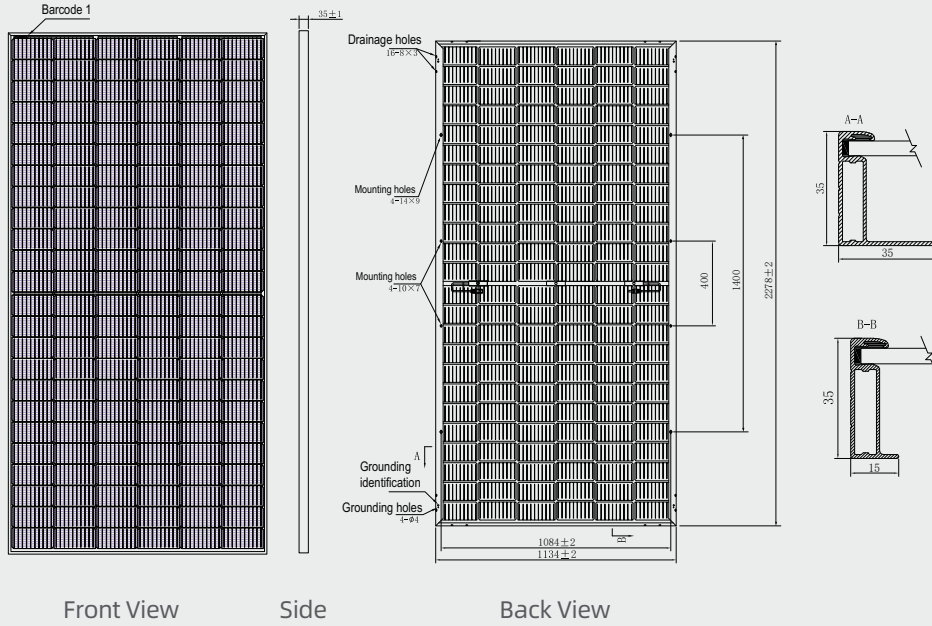 Barcode 1
35±1
Drainage holes
16-8×3
Mounting holes
4-14×9
Mounting holes
4-10×7
400
1400
2278±2
A
Grounding
identification
Grounding holes
4-φ4
B
1084±2
1134±2
A-A
35
35
B-B
35
15
Front View
Side
Back View